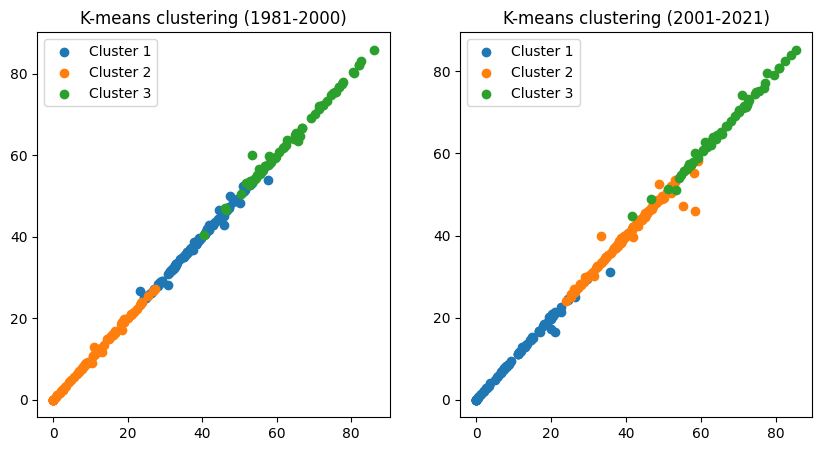 K-means clustering (1981-2000)
Cluster 1
Cluster 2
Cluster 3
80
60
40
20
0
0 20 40 60 80
K-means clustering (2001-2021)
Cluster 1
Cluster 2
Cluster 3
80
60
40
20
0
0 20 40 60 80